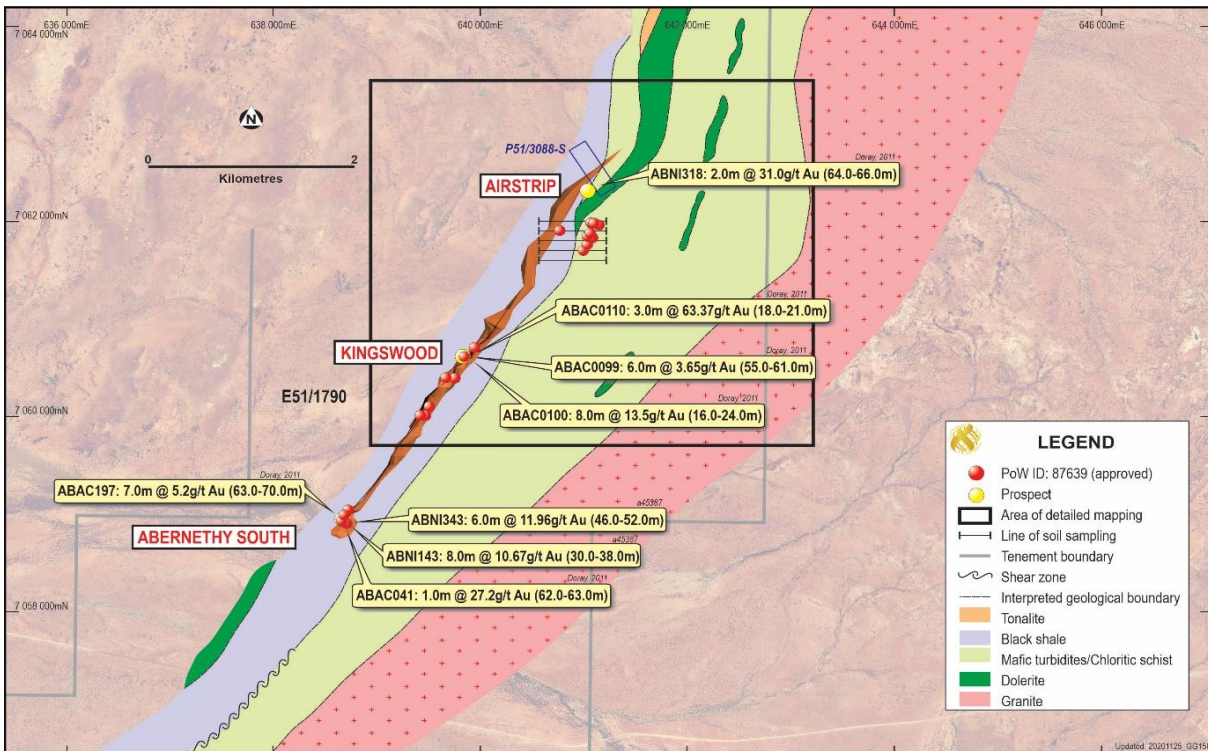 636 000mE
638 000mE
640 000mE
642 000mE
644 000mE
646 000mE
7 064 000mN
N
0
2
Kilometres
P51/3088-S
Doray, 2011
ABNI318: 2.0m @ 31.0g/t Au (64.0-66.0m)
AIRSTRIP
7 062 000mN
Doray, 2011
ABAC0110: 3.0m @ 63.37g/t Au (18.0-21.0m)
KINGSWOOD
Doray, 2011
ABAC0099: 6.0m @ 3.65g/t Au (55.0-61.0m)
E51/1790
Doray, 2011
ABAC0100: 8.0m @ 13.5g/t Au (16.0-24.0m)
7 060 000mN
Doray, 2011
ABAC197: 7.0m @ 5.2g/t Au (63.0-70.0m)
a45387
ABNI343: 6.0m @ 11.96g/t Au (46.0-52.0m)
ABERNETHY SOUTH
a45387
ABNI143: 8.0m @ 10.67g/t Au (30.0-38.0m)
Doray, 2011
ABAC041: 1.0m @ 27.2g/t Au (62.0-63.0m)
7 058 000mN
LEGEND
PoW ID: 87639 (approved)
Prospect
Area of detailed mapping
Line of soil sampling
Tenement boundary
Shear zone
Interpreted geological boundary
Tonalite
Black shale
Mafic turbidites/Chloritic schist
Dolerite
Granite